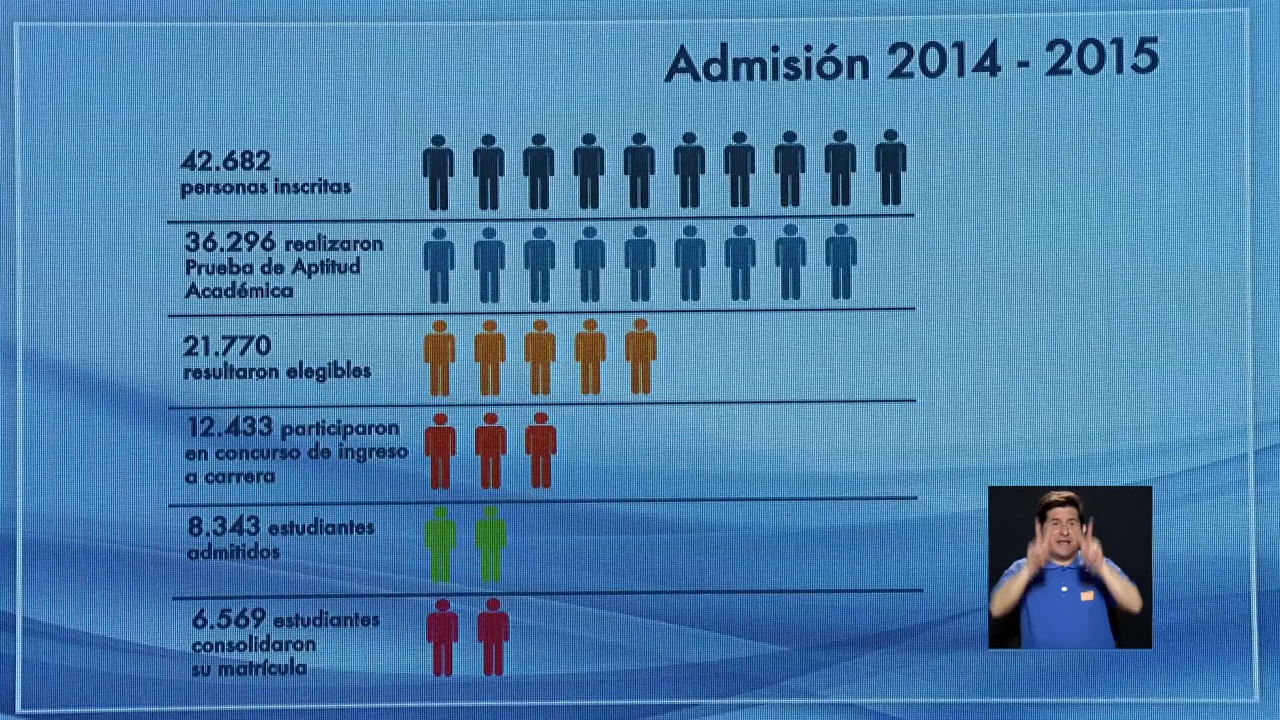 Admisión 2014 - 2015
42.682
personas inscritas
36.296 realizaron
Prueba de Aptitud
Académica
21.770
resultaron elegibles
12.433 participaron
en concurso de ingreso
a carrera
8.343 estudiantes
admitidos
6.569 estudiantes
consolidaron
su matrícula